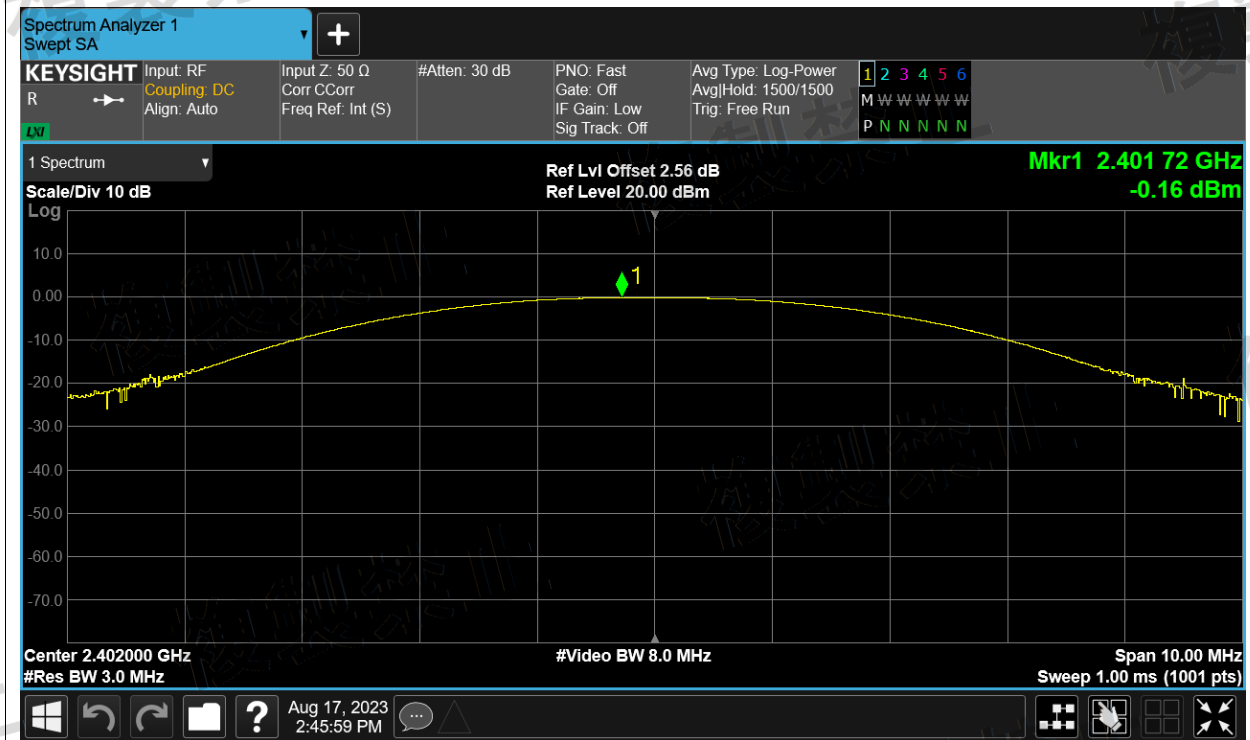 Spectrum Analyzer 1
Swept SA
KEYSIGHT
R
LXI
Input: RF
Coupling: DC
Align: Auto
Input Z: 50 Ω
Corr CCorr
Freq Ref: Int (S)
#Atten: 30 dB
PNO: Fast
Gate: Off
IF Gain: Low
Sig Track: Off
Avg Type: Log-Power
Avg|Hold: 1500/1500
Trig: Free Run
1 2 3 4 5 6
M W W W W W W
P N N N N N N
1 Spectrum
Scale/Div 10 dB
Log
Ref Lvl Offset 2.56 dB
Ref Level 20.00 dBm
Mkr1 2.401 72 GHz
-0.16 dBm
1
10.0
0.00
-10.0
-20.0
-30.0
-40.0
-50.0
-60.0
-70.0
Center 2.402000 GHz
#Res BW 3.0 MHz
#Video BW 8.0 MHz
Span 10.00 MHz
Sweep 1.00 ms (1001 pts)
?
Aug 17, 2023
2:45:59 PM